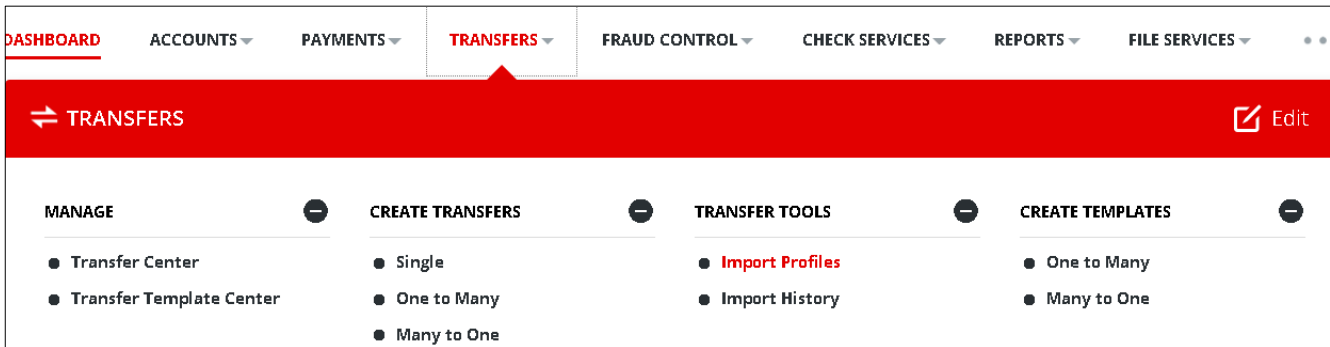 DASHBOARD ACCOUNTS PAYMENTS TRANSFERS FRAUD CONTROL CHECK SERVICES REPORTS FILE SERVICES
TRANSFERS Edit
MANAGE CREATE TRANSFERS TRANSFER TOOLS CREATE TEMPLATES
Transfer Center Single Import Profiles One to Many
Transfer Template Center One to Many Import History Many to One
Many to One